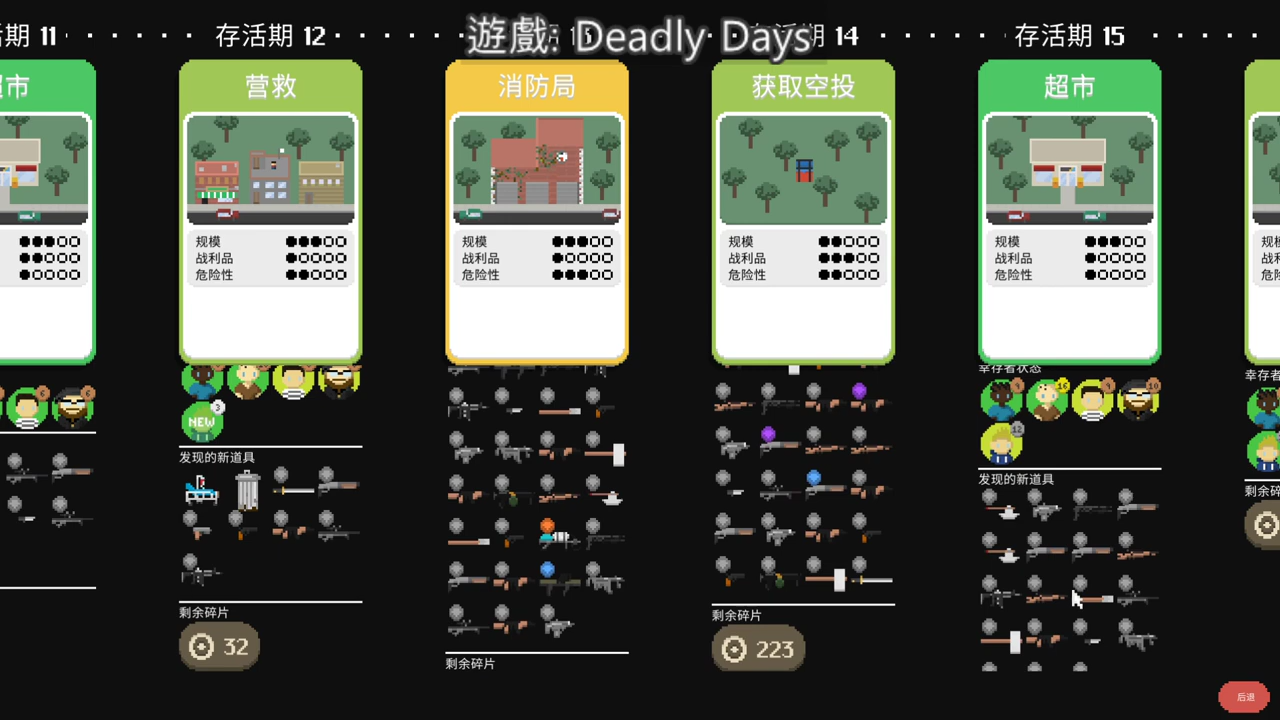 期 11
存活期 12
遊戲: Deadly Days
期 14
存活期 15
市
营救
消防局
获取空投
超市
规模
战利品
危险性
规模
战利品
危险性
规模
战利品
危险性
规模
战利品
危险性
NEW
3
发现的新道具
剩余碎片
32
剩余碎片
剩余碎片
223
幸存者状态
16
10
发现的新道具
幸存者
剩余
后退